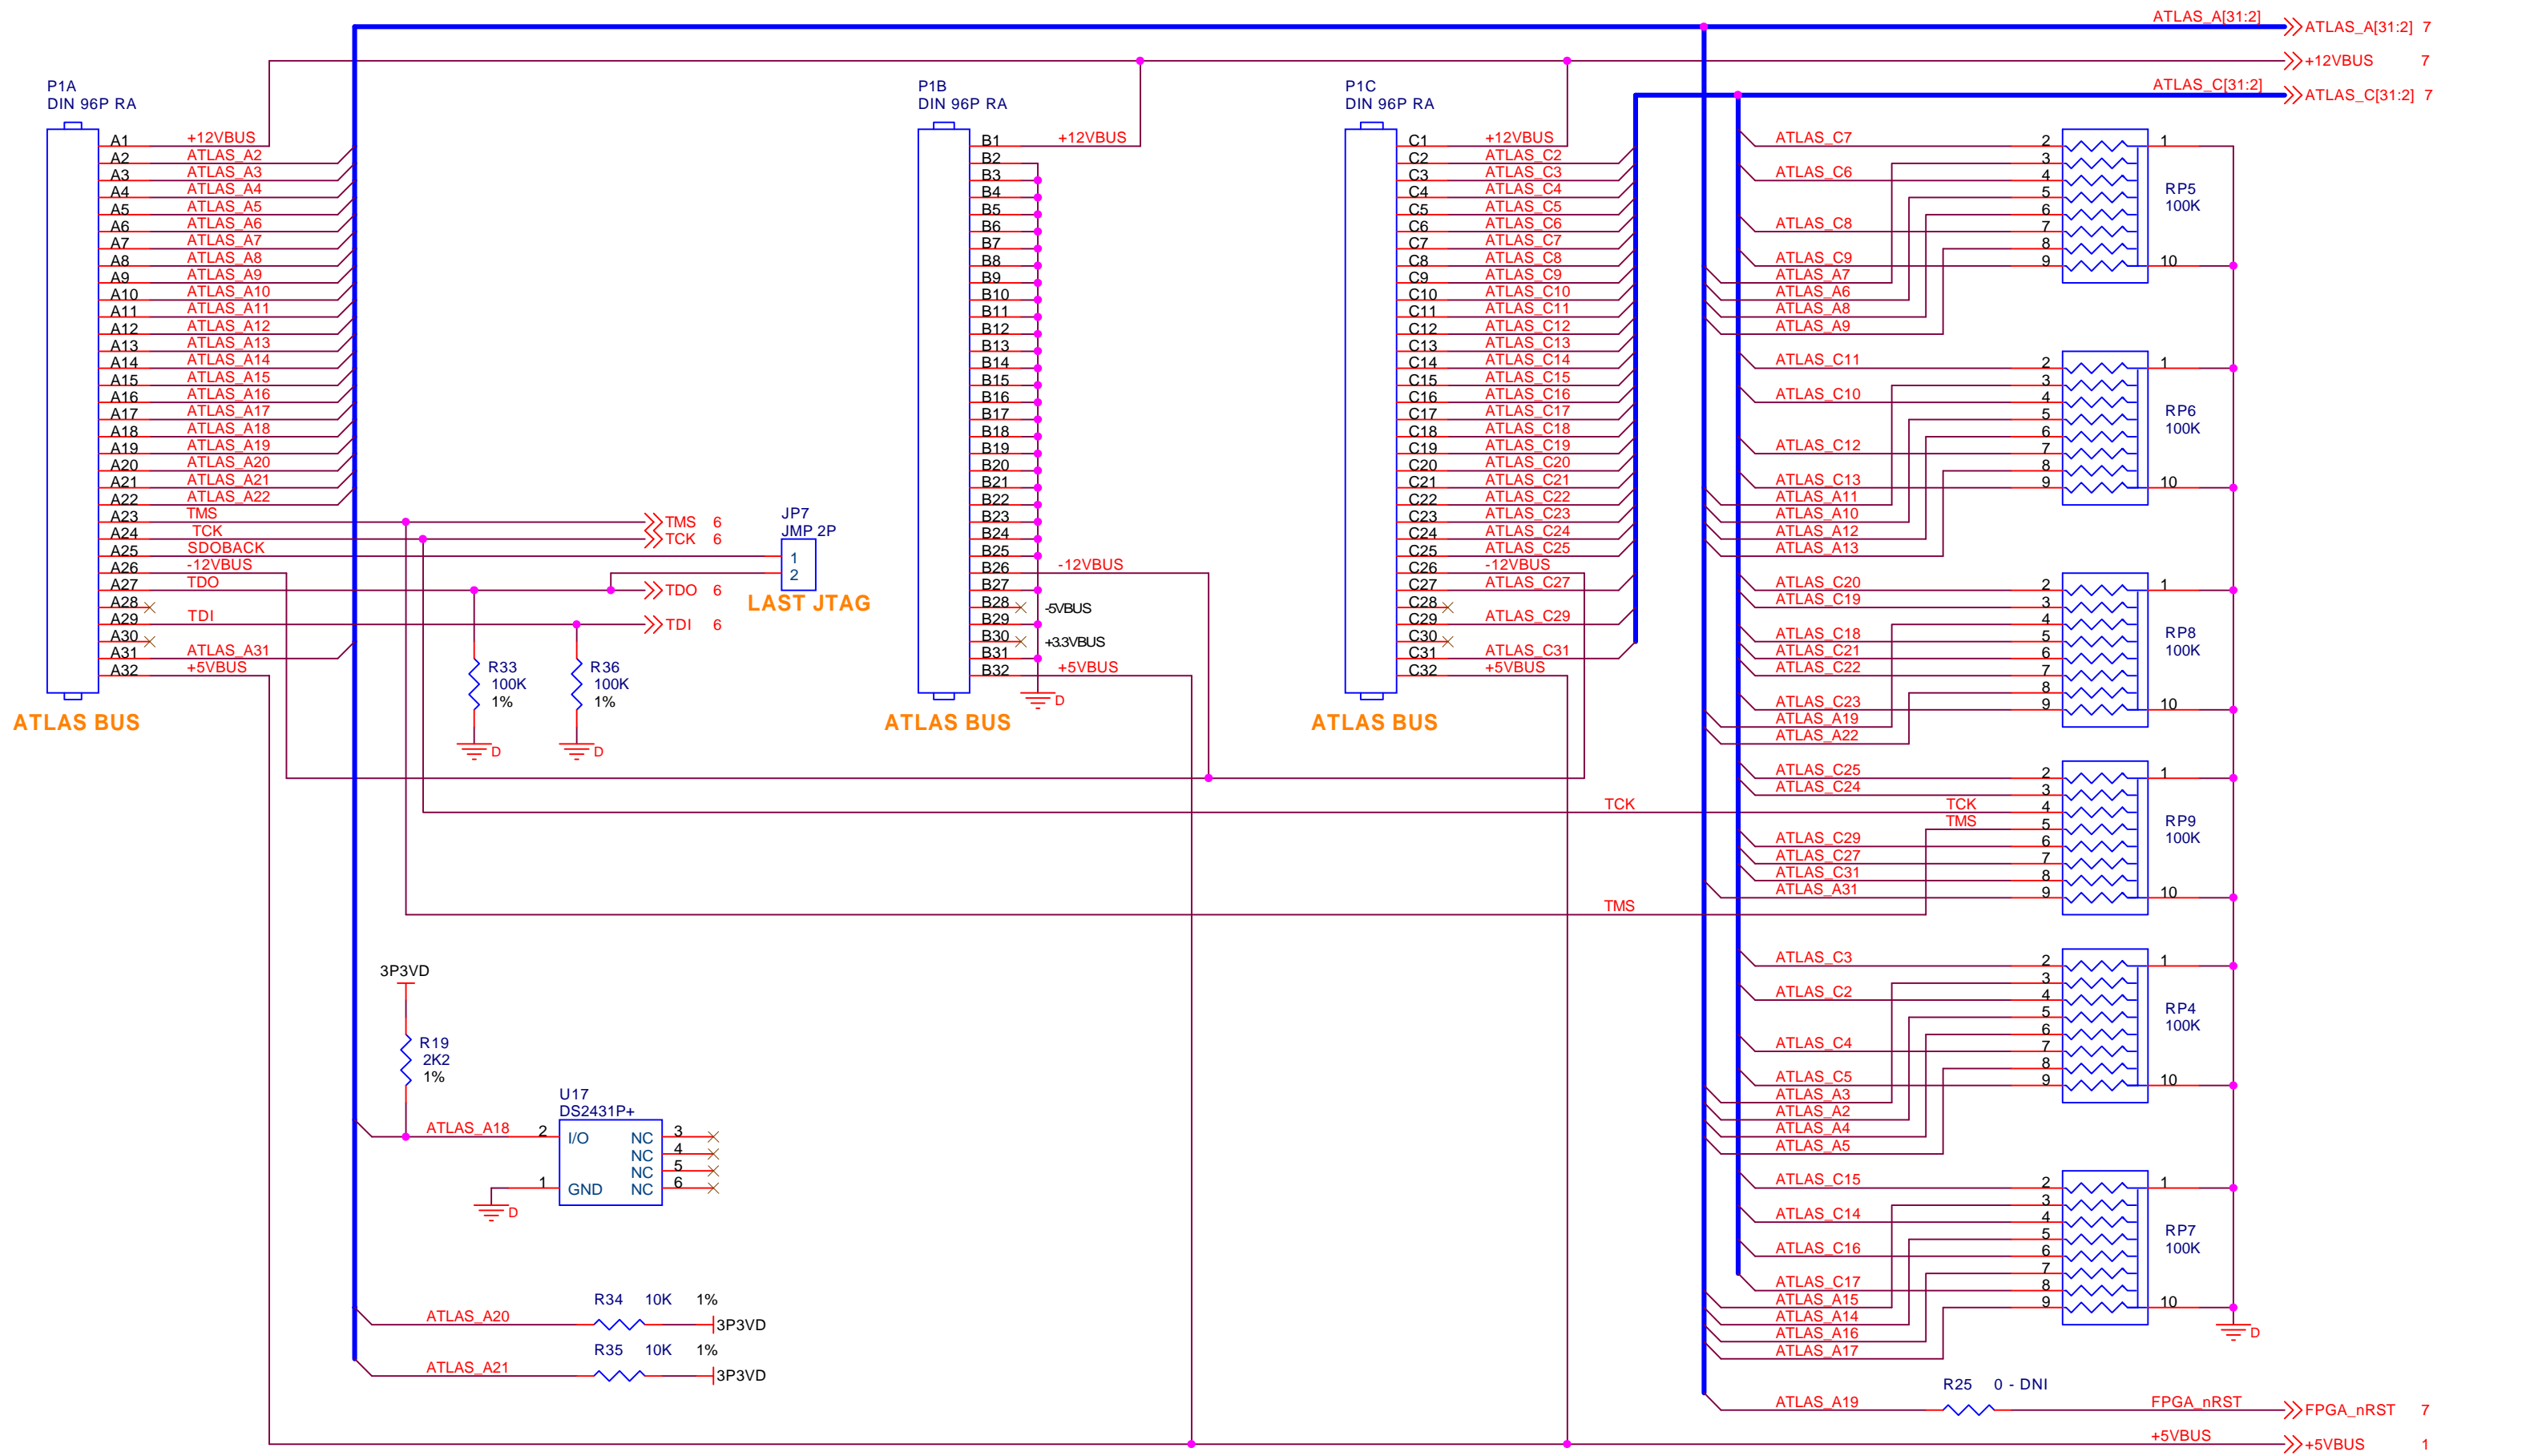 ATLAS_A[31:2]
ATLAS_A[31:2] 7
+12VBUS 7
ATLAS_C[31:2]
ATLAS_C[31:2] 7
P1A
DIN 96P RA
A1 +12VBUS
A2 ATLAS_A2
A3 ATLAS_A3
A4 ATLAS_A4
A5 ATLAS_A5
A6 ATLAS_A6
A7 ATLAS_A7
A8 ATLAS_A8
A9 ATLAS_A9
A10 ATLAS_A10
A11 ATLAS_A11
A12 ATLAS_A12
A13 ATLAS_A13
A14 ATLAS_A14
A15 ATLAS_A15
A16 ATLAS_A16
A17 ATLAS_A17
A18 ATLAS_A18
A19 ATLAS_A19
A20 ATLAS_A20
A21 ATLAS_A21
A22 ATLAS_A22
A23 TMS
A24 TCK
A25 SDOBACK
A26 -12VBUS
A27 TDO
A28
A29 TDI
A30
A31 ATLAS_A31
A32 +5VBUS
ATLAS BUS
TMS 6
TCK 6
TDO 6
TDI 6
JP7
JMP 2P
1
2
LAST JTAG
R33
100K
1%
D
R36
100K
1%
D
P1B
DIN 96P RA
B1 +12VBUS
B2
B3
B4
B5
B6
B7
B8
B9
B10
B11
B12
B13
B14
B15
B16
B17
B18
B19
B20
B21
B22
B23
B24
B25
B26 -12VBUS
B27
B28 -5VBUS
B29
B30 +3.3VBUS
B31
B32 +5VBUS
D
ATLAS BUS
P1C
DIN 96P RA
C1 +12VBUS
C2 ATLAS_C2
C3 ATLAS_C3
C4 ATLAS_C4
C5 ATLAS_C5
C6 ATLAS_C6
C7 ATLAS_C7
C8 ATLAS_C8
C9 ATLAS_C9
C10 ATLAS_C10
C11 ATLAS_C11
C12 ATLAS_C12
C13 ATLAS_C13
C14 ATLAS_C14
C15 ATLAS_C15
C16 ATLAS_C16
C17 ATLAS_C17
C18 ATLAS_C18
C19 ATLAS_C19
C20 ATLAS_C20
C21 ATLAS_C21
C22 ATLAS_C22
C23 ATLAS_C23
C24 ATLAS_C24
C25 ATLAS_C25
C26 -12VBUS
C27 ATLAS_C27
C28
C29 ATLAS_C29
C30
C31 ATLAS_C31
C32 +5VBUS
ATLAS BUS
ATLAS_C7 2 1
3
ATLAS_C6 4
5
6
ATLAS_C8 7
8
ATLAS_C9 9 10
RP5
100K
ATLAS_A7
ATLAS_A6
ATLAS_A8
ATLAS_A9
ATLAS_C11 2 1
3
ATLAS_C10 4
5
6
ATLAS_C12 7
8
ATLAS_C13 9 10
RP6
100K
ATLAS_A11
ATLAS_A10
ATLAS_A12
ATLAS_A13
ATLAS_C20 2 1
ATLAS_C19 3
4
ATLAS_C18 5
ATLAS_C21 6
ATLAS_C22 7
8
ATLAS_C23 9 10
RP8
100K
ATLAS_A19
ATLAS_A22
ATLAS_C25 2 1
ATLAS_C24 3
TCK TCK 4
TMS 5
ATLAS_C29 6
ATLAS_C27 7
ATLAS_C31 8
ATLAS_A31 9 10
RP9
100K
TMS
ATLAS_C3 2 1
3
ATLAS_C2 4
5
6
ATLAS_C4 7
8
ATLAS_C5 9 10
RP4
100K
ATLAS_A3
ATLAS_A2
ATLAS_A4
ATLAS_A5
ATLAS_C15 2 1
3
ATLAS_C14 4
5
ATLAS_C16 6
7
ATLAS_C17 8
ATLAS_A15 9 10
RP7
100K
ATLAS_A14
ATLAS_A16
ATLAS_A17
D
3P3VD
R19
2K2
1%
U17
DS2431P+
ATLAS_A18 2 I/O NC 3
NC 4
NC 5
1 GND NC 6
D
R34 10K 1%
ATLAS_A20 3P3VD
R35 10K 1%
ATLAS_A21 3P3VD
R25 0 - DNI
ATLAS_A19 FPGA_nRST FPGA_nRST 7
+5VBUS +5VBUS 1